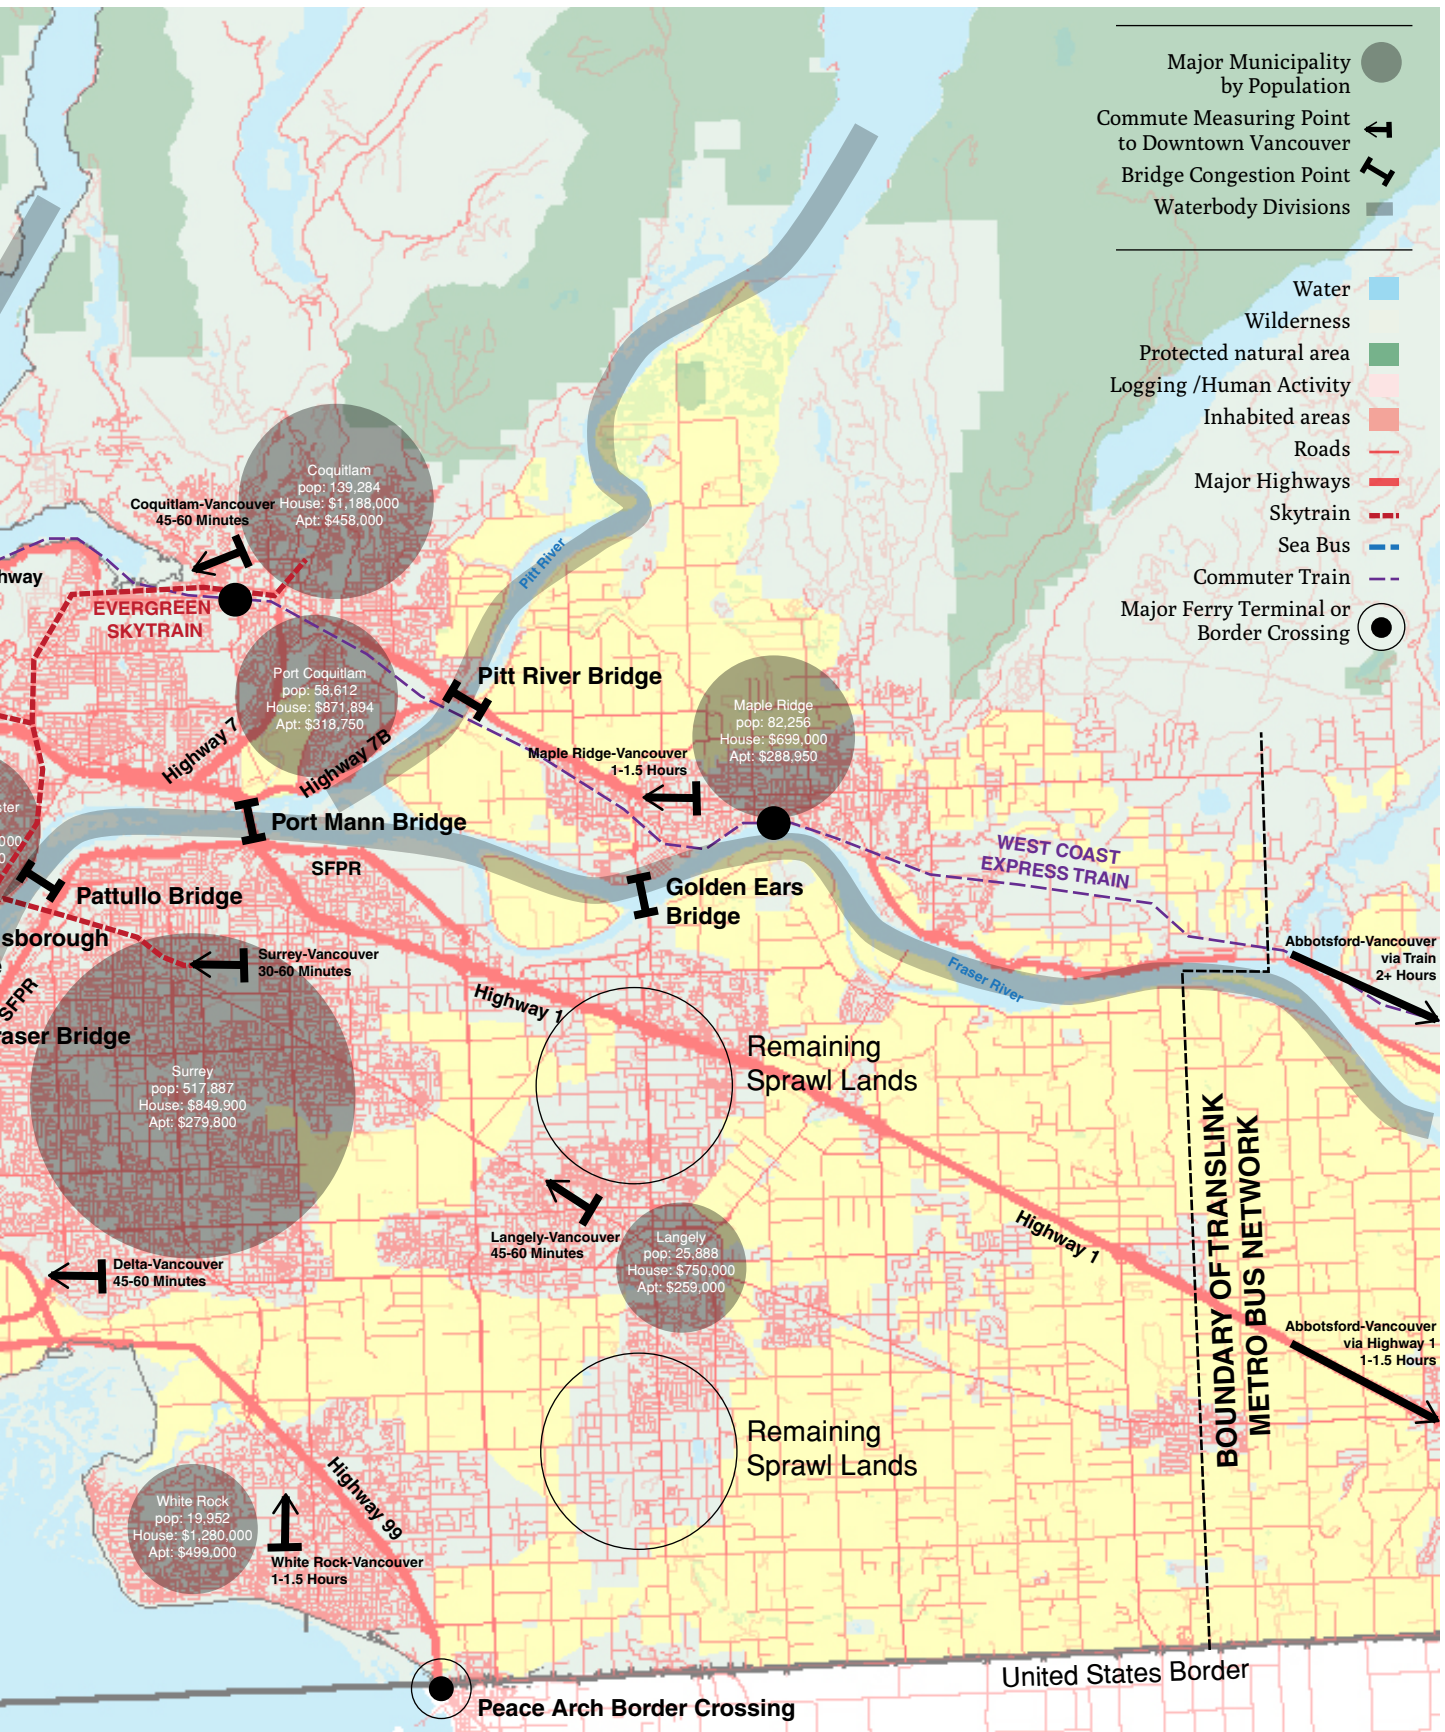 Major Municipality
by Population
Commute Measuring Point
to Downtown Vancouver
Bridge Congestion Point
Waterbody Divisions
Water
Wilderness
Protected natural area
Logging /Human Activity
Inhabited areas
Roads
Major Highways
Skytrain
Sea Bus
Commuter Train
Major Ferry Terminal or
Border Crossing
Coquitlam
pop: 139,284
House: $1,188,000
Apt: $458,000
Coquitlam-Vancouver
45-60 Minutes
hway
EVERGREEN
SKYTRAIN
Pitt River
Port Coquitlam
pop: 58,612
House: $871,894
Apt: $318,750
Pitt River Bridge
Maple Ridge
pop: 82,256
House: $699,000
Apt: $288,950
Maple Ridge-Vancouver
1-1.5 Hours
Highway 7
Highway 7B
ster
000
0
Port Mann Bridge
SFPR
WEST COAST
EXPRESS TRAIN
Pattullo Bridge
Golden Ears
Bridge
sborough
Surrey-Vancouver
30-60 Minutes
Abbotsford-Vancouver
via Train
2+ Hours
Fraser River
SFPR
Highway 1
raser Bridge
Remaining
Sprawl Lands
Surrey
pop: 517,887
House: $849,900
Apt: $279,800
BOUNDARY OF TRANSLINK
METRO BUS NETWORK
Langely-Vancouver
45-60 Minutes
Langely
pop: 25,888
House: $750,000
Apt: $259,000
Highway 1
Delta-Vancouver
45-60 Minutes
Abbotsford-Vancouver
via Highway 1
1-1.5 Hours
Remaining
Sprawl Lands
Highway 99
White Rock
pop: 19,952
House: $1,280,000
Apt: $499,000
White Rock-Vancouver
1-1.5 Hours
United States Border
Peace Arch Border Crossing